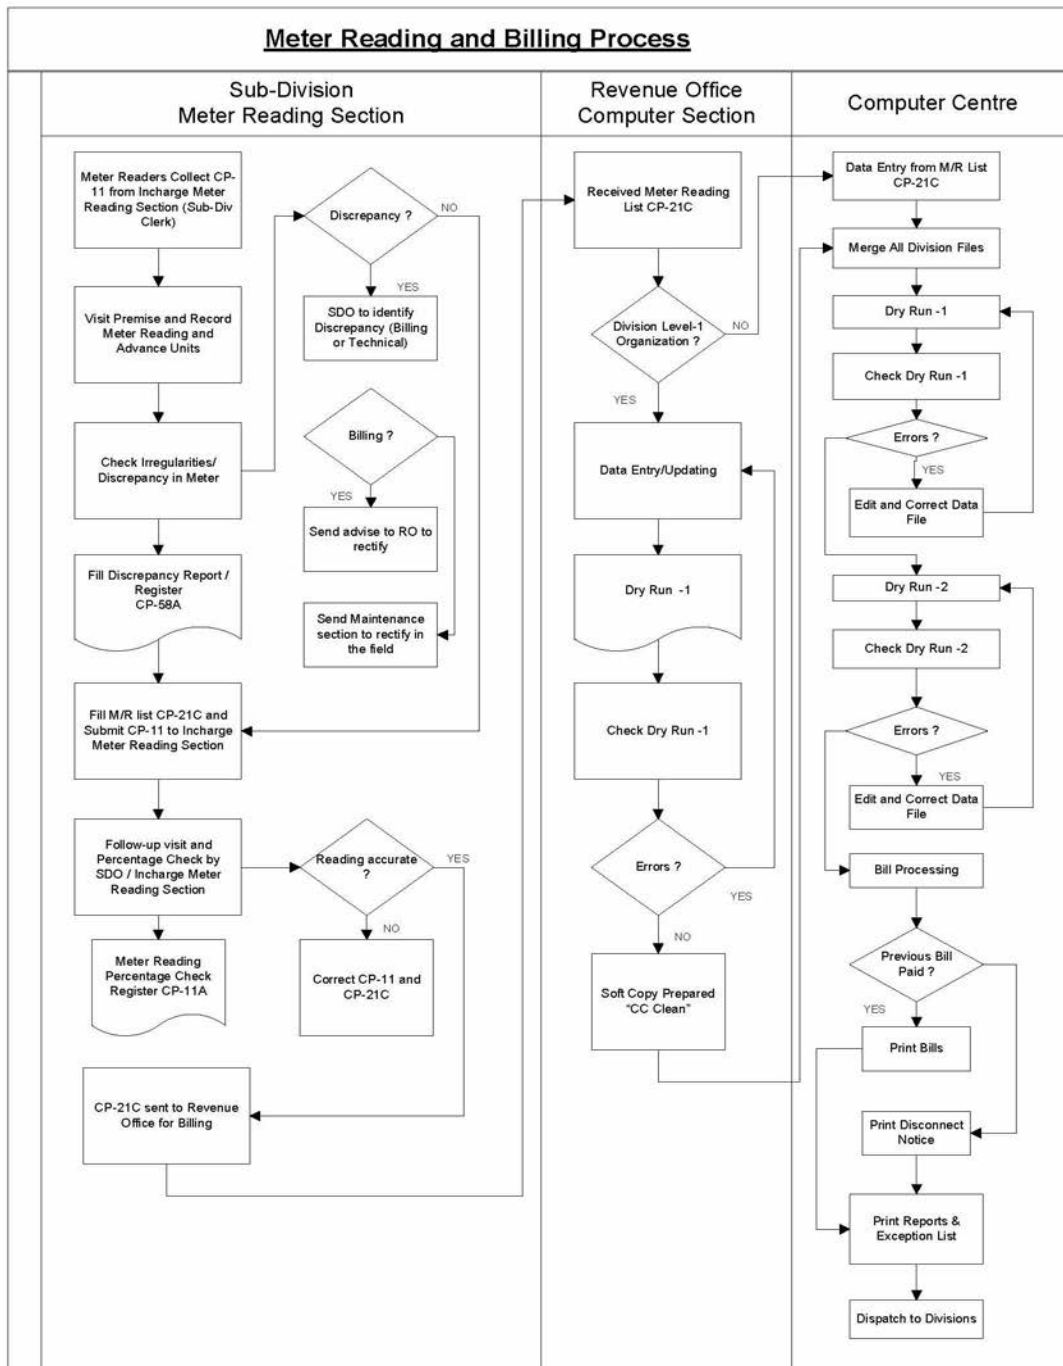 Meter Reading and Billing Process
Sub-Division
Meter Reading Section
Meter Readers Collect CP-
11 from Incharge Meter
Reading Section (Sub-Div
Clerk)
Discrepancy ?
NO
YES
Visit Premise and Record
Meter Reading and
Advance Units
SDO to identify
Discrepancy (Billing
or Technical)
Check Irregularities/
Discrepancy in Meter
Billing ?
YES
Send advise to RO to
rectify
Fill Discrepancy Report /
Register
CP-58A
Send Maintenance
section to rectify in
the field
Fill M/R list CP-21C and
Submit CP-11 to Incharge
Meter Reading Section
Follow-up visit and
Percentage Check by
SDO / Incharge Meter
Reading Section
Reading accurate
?
YES
NO
Meter Reading
Percentage Check
Register CP-11A
Correct CP-11 and
CP-21C
CP-21C sent to Revenue
Office for Billing
Revenue Office
Computer Section
Received Meter Reading
List CP-21C
Division Level-1
Organization ?
NO
YES
Data Entry/Updating
Dry Run -1
Check Dry Run -1
Errors ?
YES
NO
Soft Copy Prepared
“CC Clean”
Computer Centre
Data Entry from M/R List
CP-21C
Merge All Division Files
Dry Run -1
Check Dry Run -1
Errors ?
YES
Edit and Correct Data
File
Dry Run -2
Check Dry Run -2
Errors ?
YES
Edit and Correct Data
File
Bill Processing
Previous Bill
Paid ?
YES
Print Bills
Print Disconnect
Notice
Print Reports &
Exception List
Dispatch to Divisions